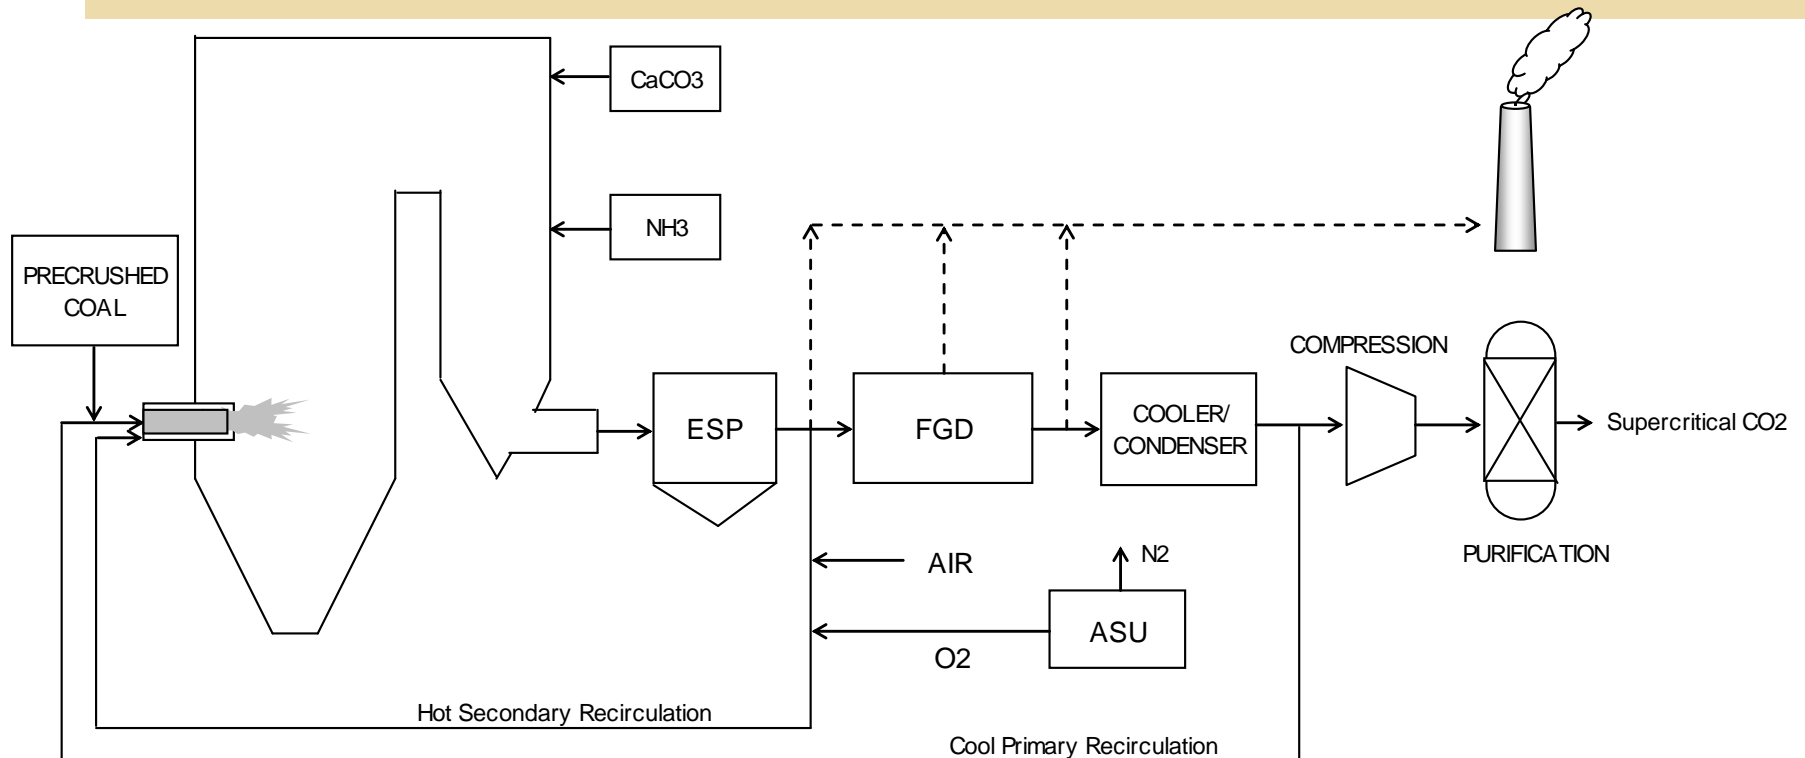 CaCO3
NH3
PRECRUSHED
COAL
COMPRESSION
ESP
FGD
COOLER/
CONDENSER
Supercritical CO2
AIR
N2
PURIFICATION
ASU
O2
Hot Secondary Recirculation
Cool Primary Recirculation